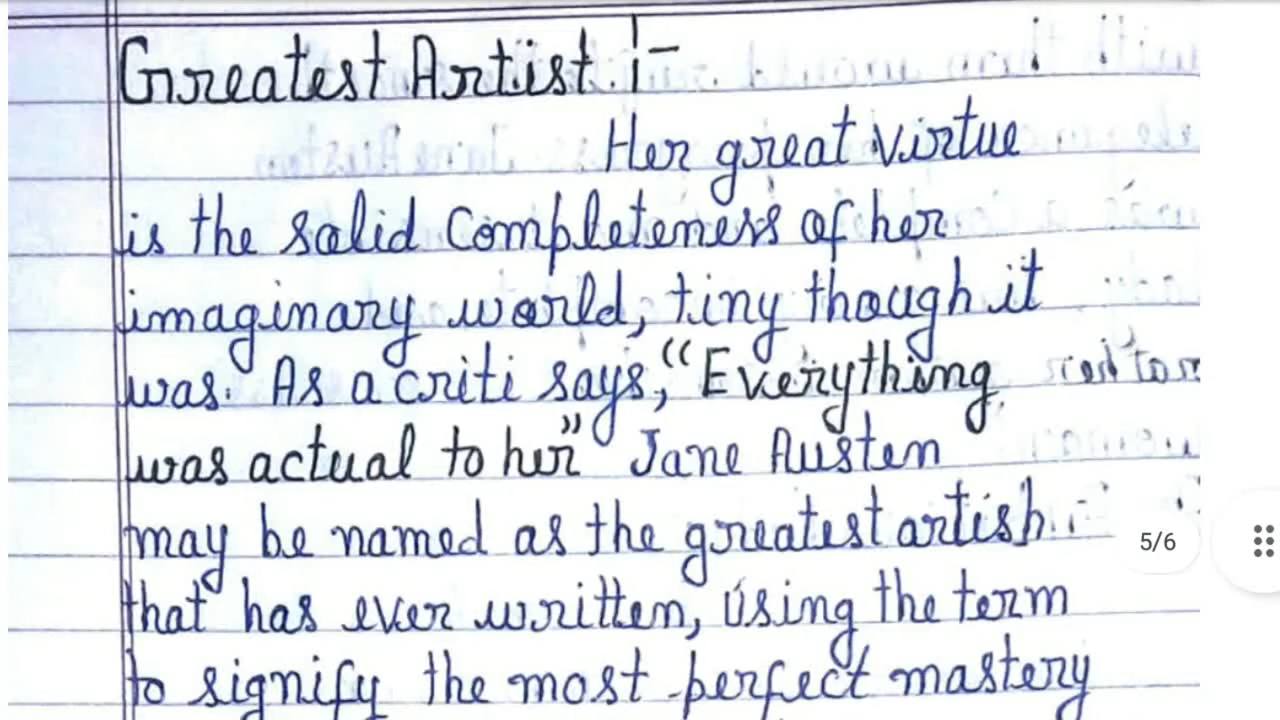 Greatest Artist :-
Her great virtue
is the solid Completeness of her
imaginary world, tiny though it
was. As a criti says, “Everything
was actual to her” Jane Austen
may be named as the greatest artish
that has ever written, Using the term
to signify the most perfect mastery
5/6